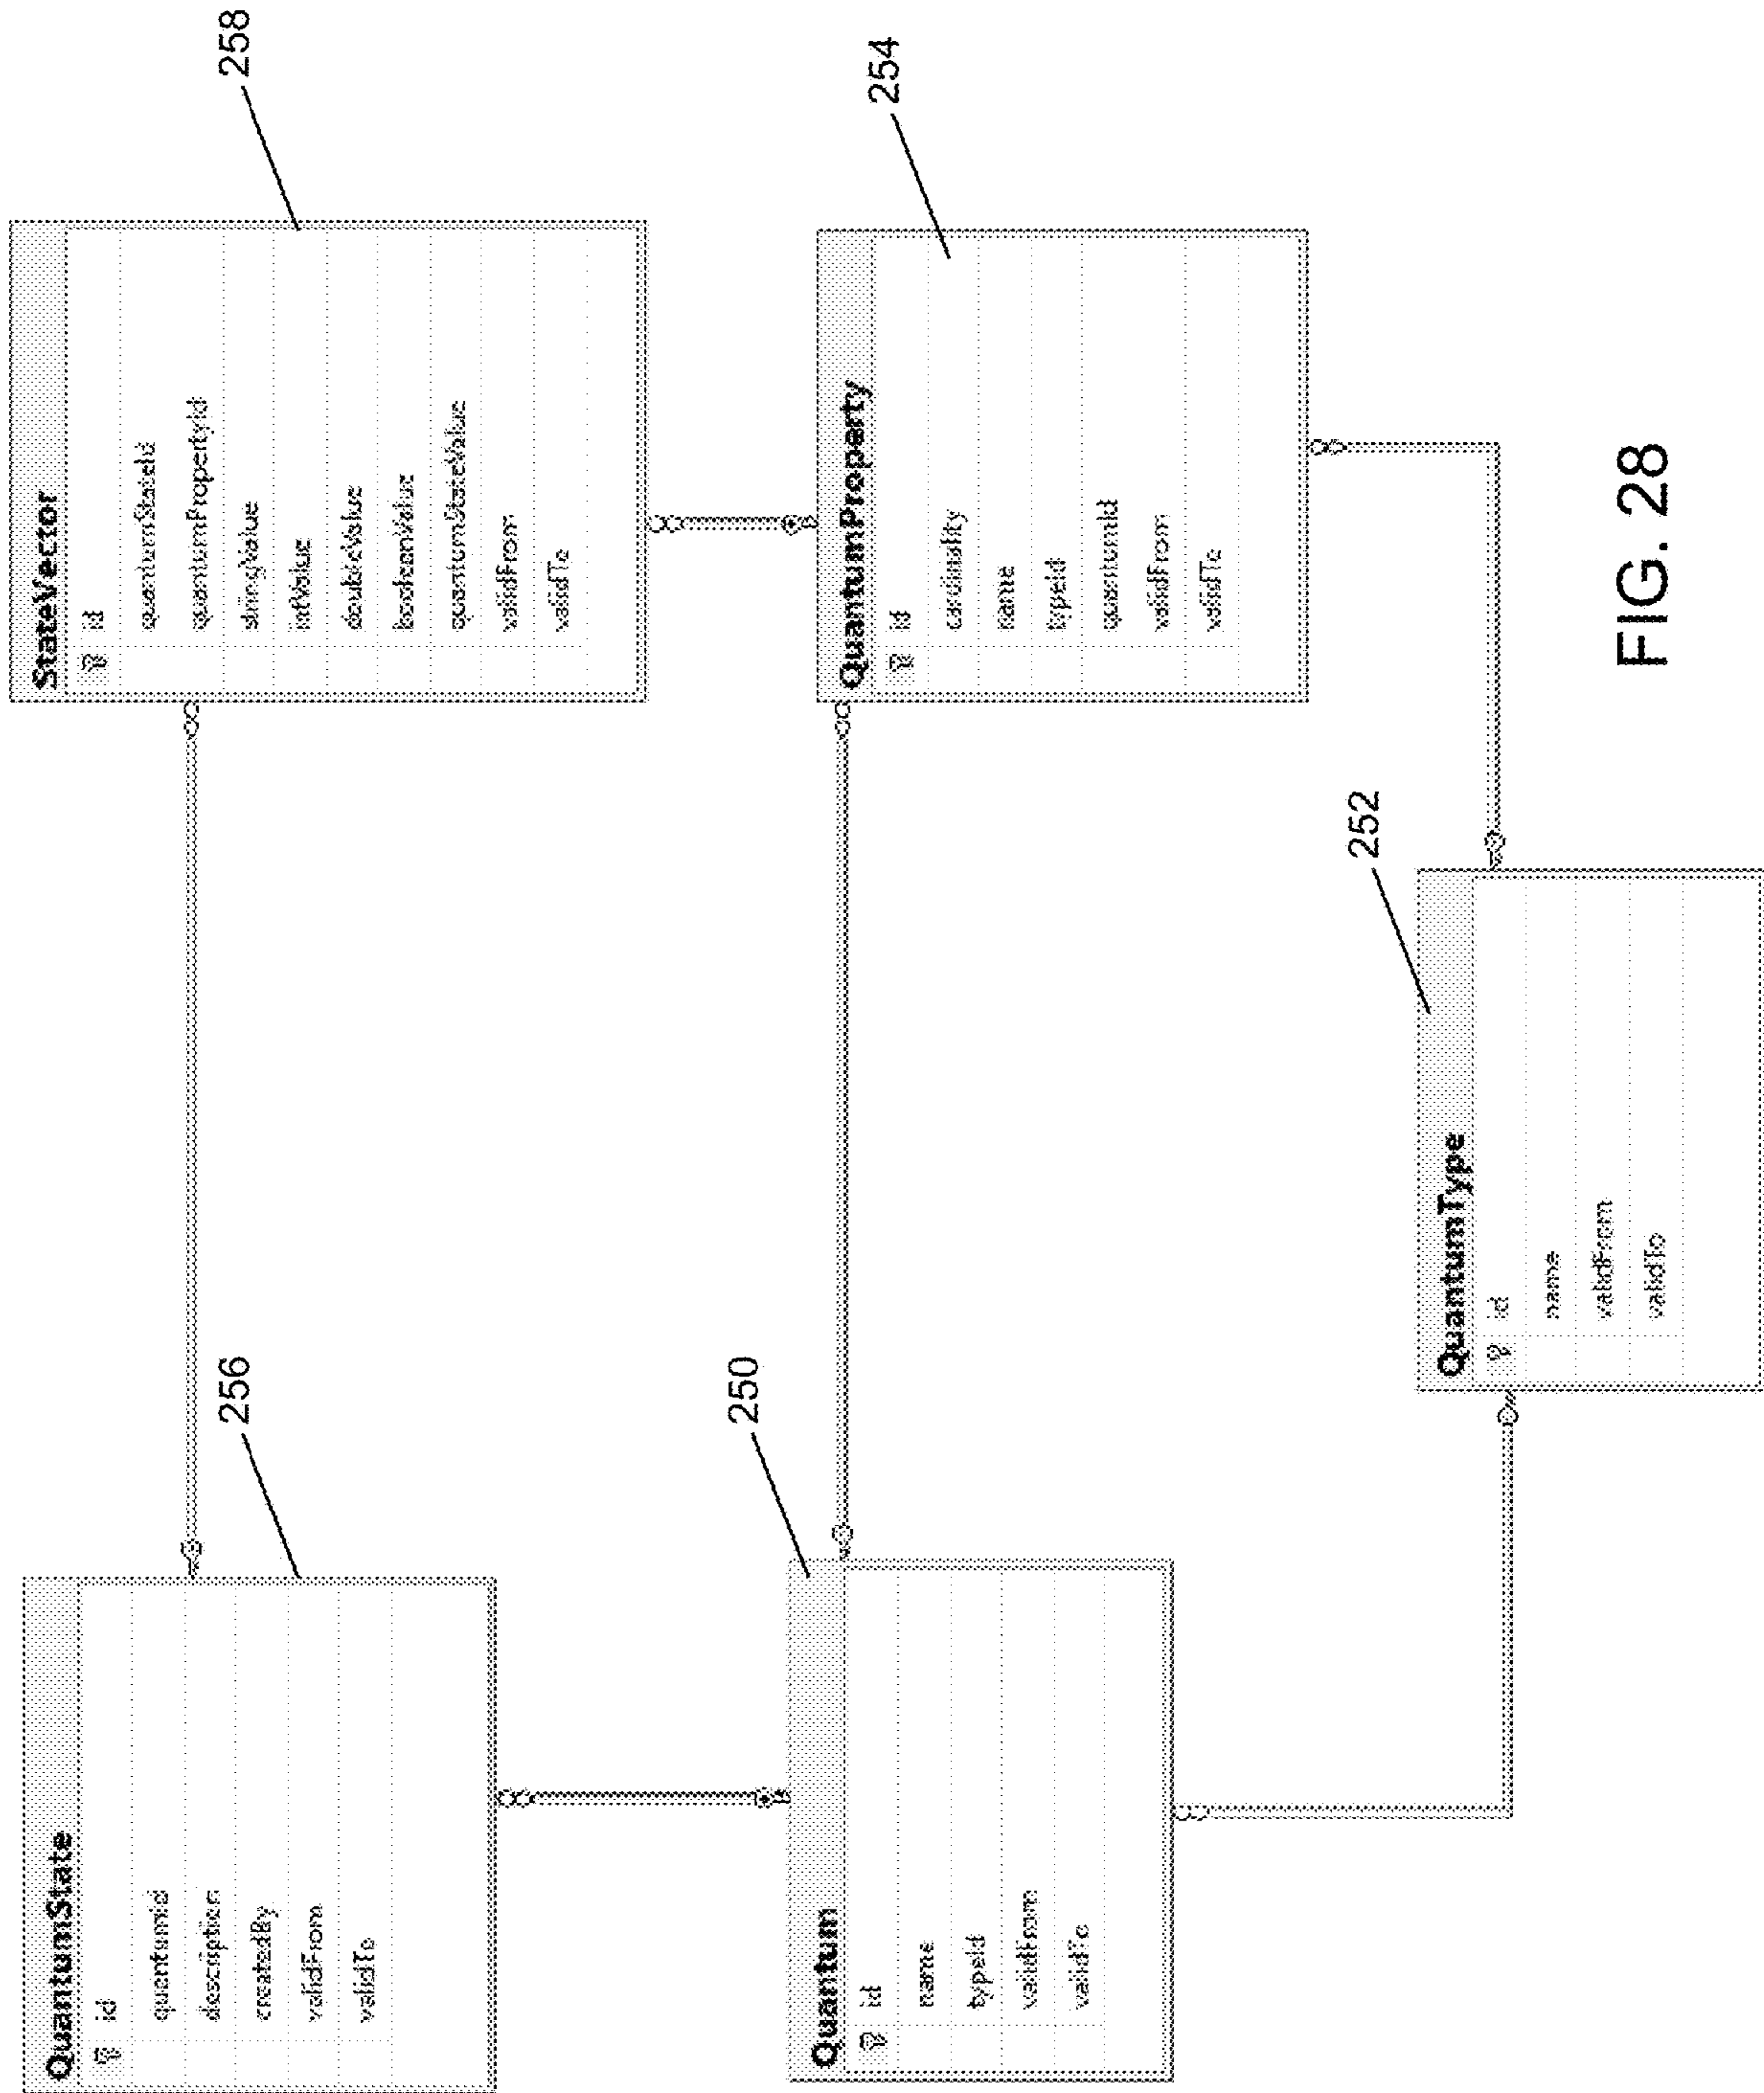 QuantumState
id
quantumId
description
createdBy
validFrom
validTo
256
StateVector
id
quantumStateId
quantumPropertyId
stringValue
intValue
doubleValue
booleanValue
quantumStateValue
validFrom
validTo
258
Quantum
id
name
typeId
validFrom
validTo
250
QuantumProperty
id
cardinality
name
typeId
quantumId
validFrom
validTo
254
QuantumType
id
name
validFrom
validTo
252
FIG. 28